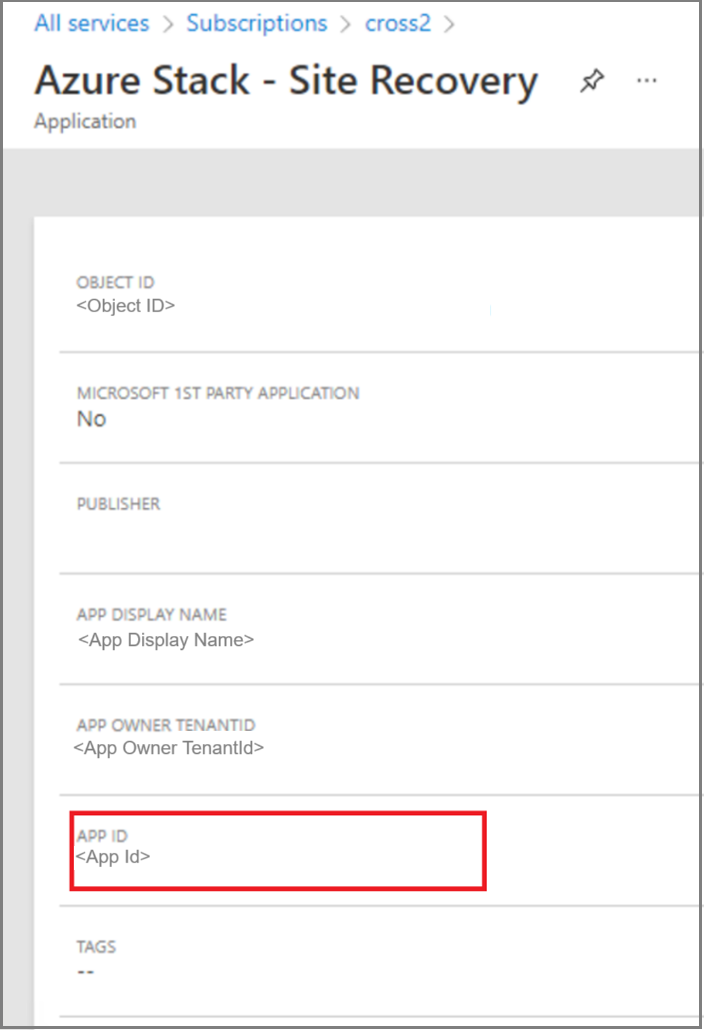 All services > Subscriptions > cross2 >
Azure Stack - Site Recovery ...
Application
OBJECT ID
<Object ID>
MICROSOFT 1ST PARTY APPLICATION
No
PUBLISHER
APP DISPLAY NAME
<App Display Name>
APP OWNER TENANTID
<App Owner TenantId>
APP ID
<App Id>
TAGS
--